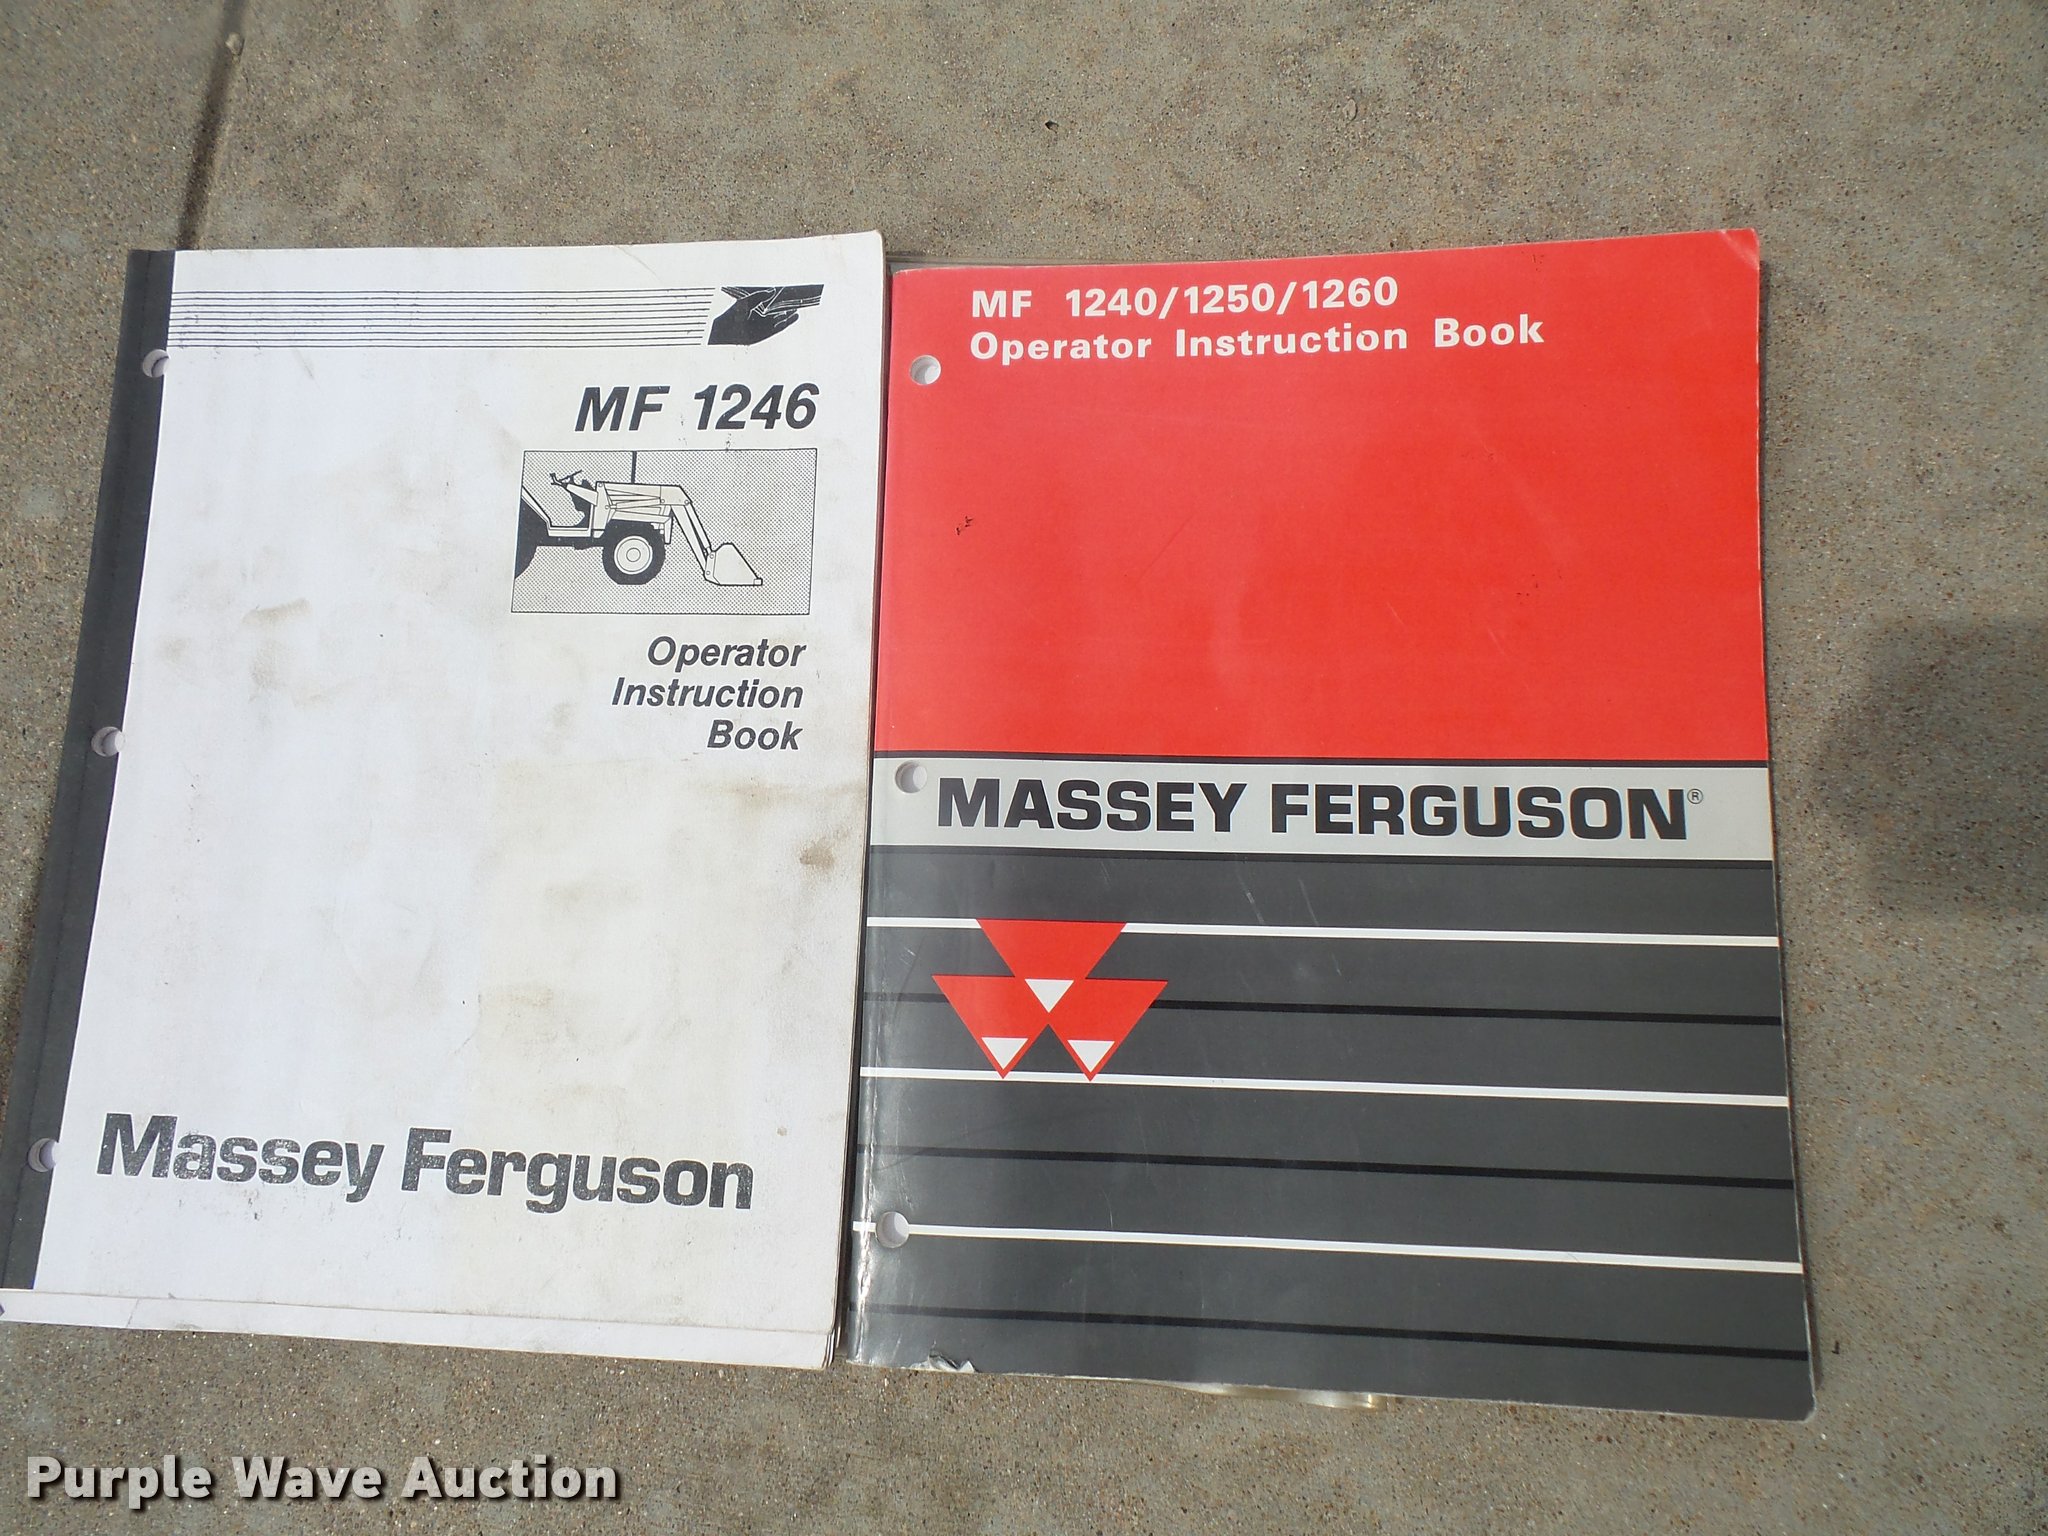 MF 1246
Operator
Instruction
Book
Massey Ferguson
MF 1240/1250/1260
Operator Instruction Book
MASSEY FERGUSON®
Purple Wave Auction